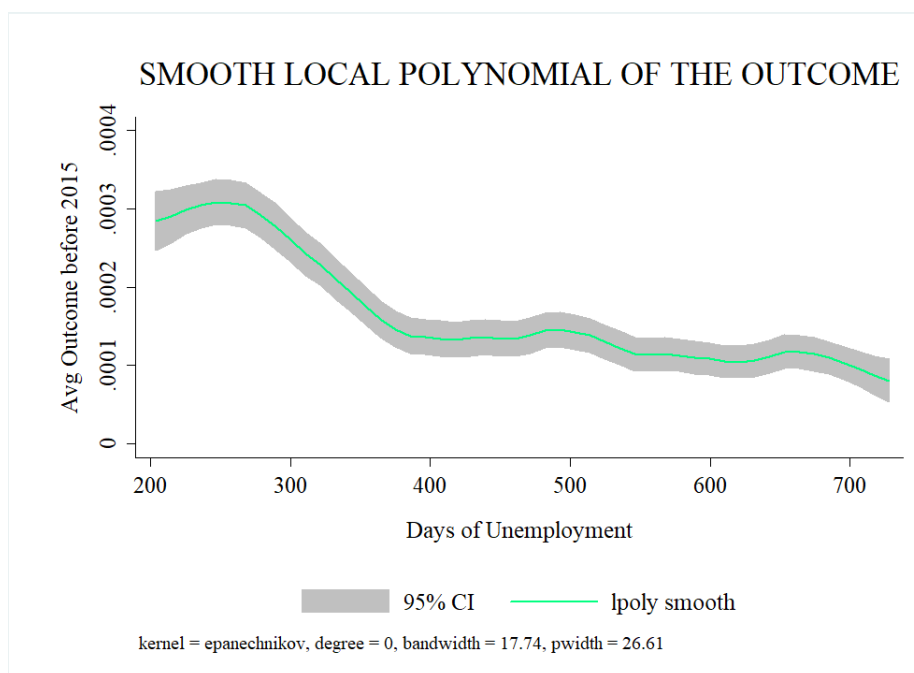 SMOOTH LOCAL POLYNOMIAL OF THE OUTCOME
Avg Outcome before 2015
.0004
.0003
.0002
.0001
0
200 300 400 500 600 700
Days of Unemployment
95% CI lpoly smooth
kernel = epanechnikov, degree = 0, bandwidth = 17.74, pwidth = 26.61